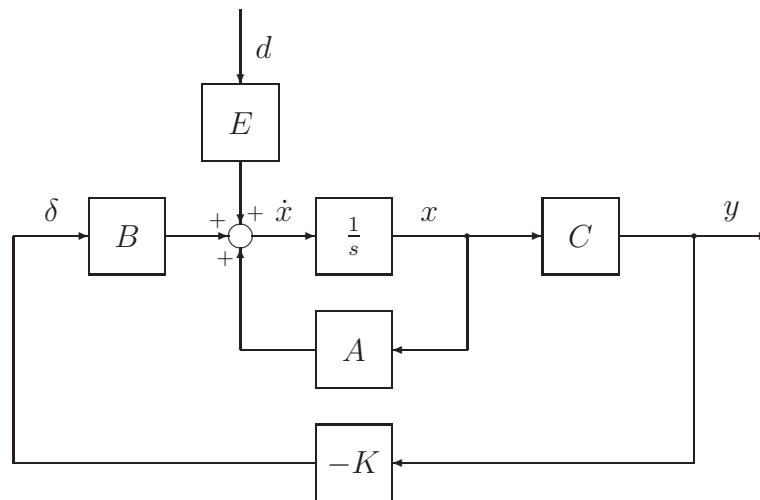 d
E
δ
B
+
+
ẋ
1/s
x
C
y
+
A
−K